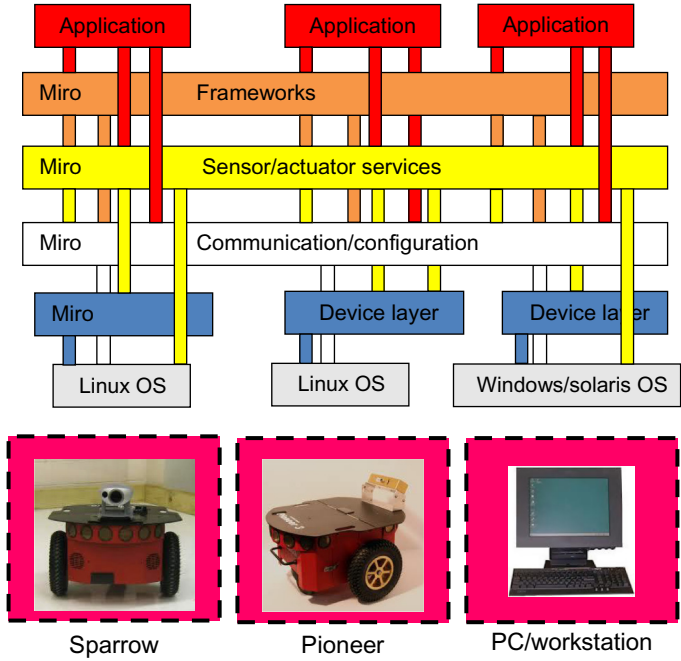 Application Application Application
Miro Frameworks
Miro Sensor/actuator services
Miro Communication/configuration
Miro Device layer Device layer
Linux OS Linux OS Windows/solaris OS
Sparrow Pioneer PC/workstation